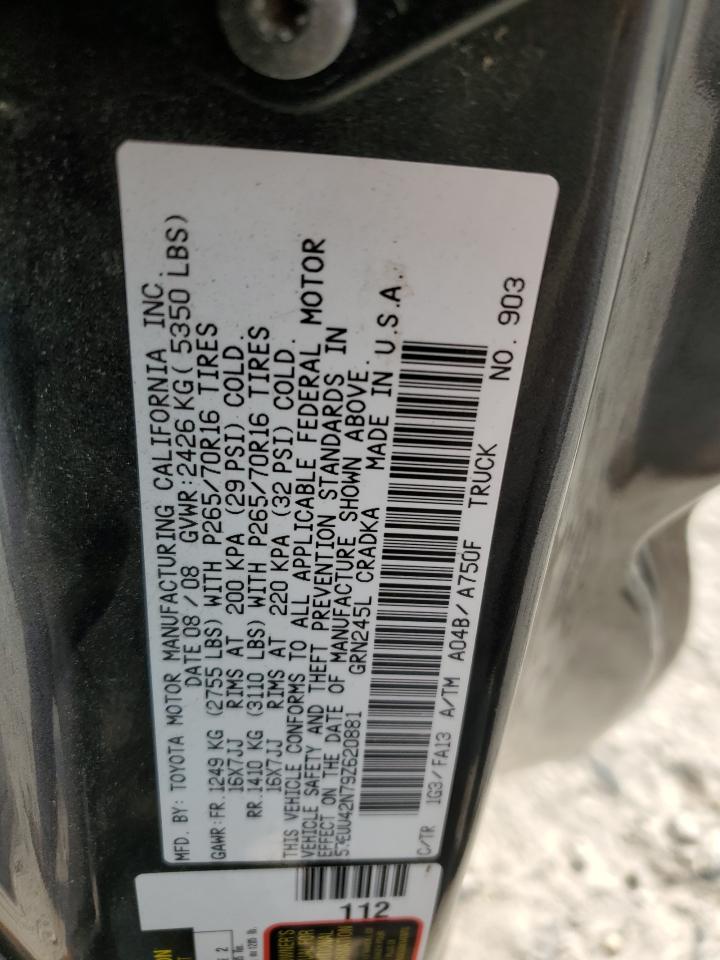 MFD. BY: TOYOTA MOTOR MANUFACTURING CALIFORNIA INC.
DATE 08/08 GVWR:2426 KG( 5350 LBS)
GAWR:FR.1249 KG (2755 LBS) WITH P265/70R16 TIRES
16X7JJ RIMS AT 200 KPA (29 PSI) COLD.
RR.1410 KG (3110 LBS) WITH P265/70R16 TIRES
16X7JJ RIMS AT 220 KPA (32 PSI) COLD.
THIS VEHICLE CONFORMS TO ALL APPLICABLE FEDERAL MOTOR
VEHICLE SAFETY AND THEFT PREVENTION STANDARDS IN
EFFECT ON THE DATE OF MANUFACTURE SHOWN ABOVE.
GRN245L CRADKA MADE IN U.S.A.
C/TR 1G3/FA13 A/TM A04B/A750F TRUCK NO. 903
112